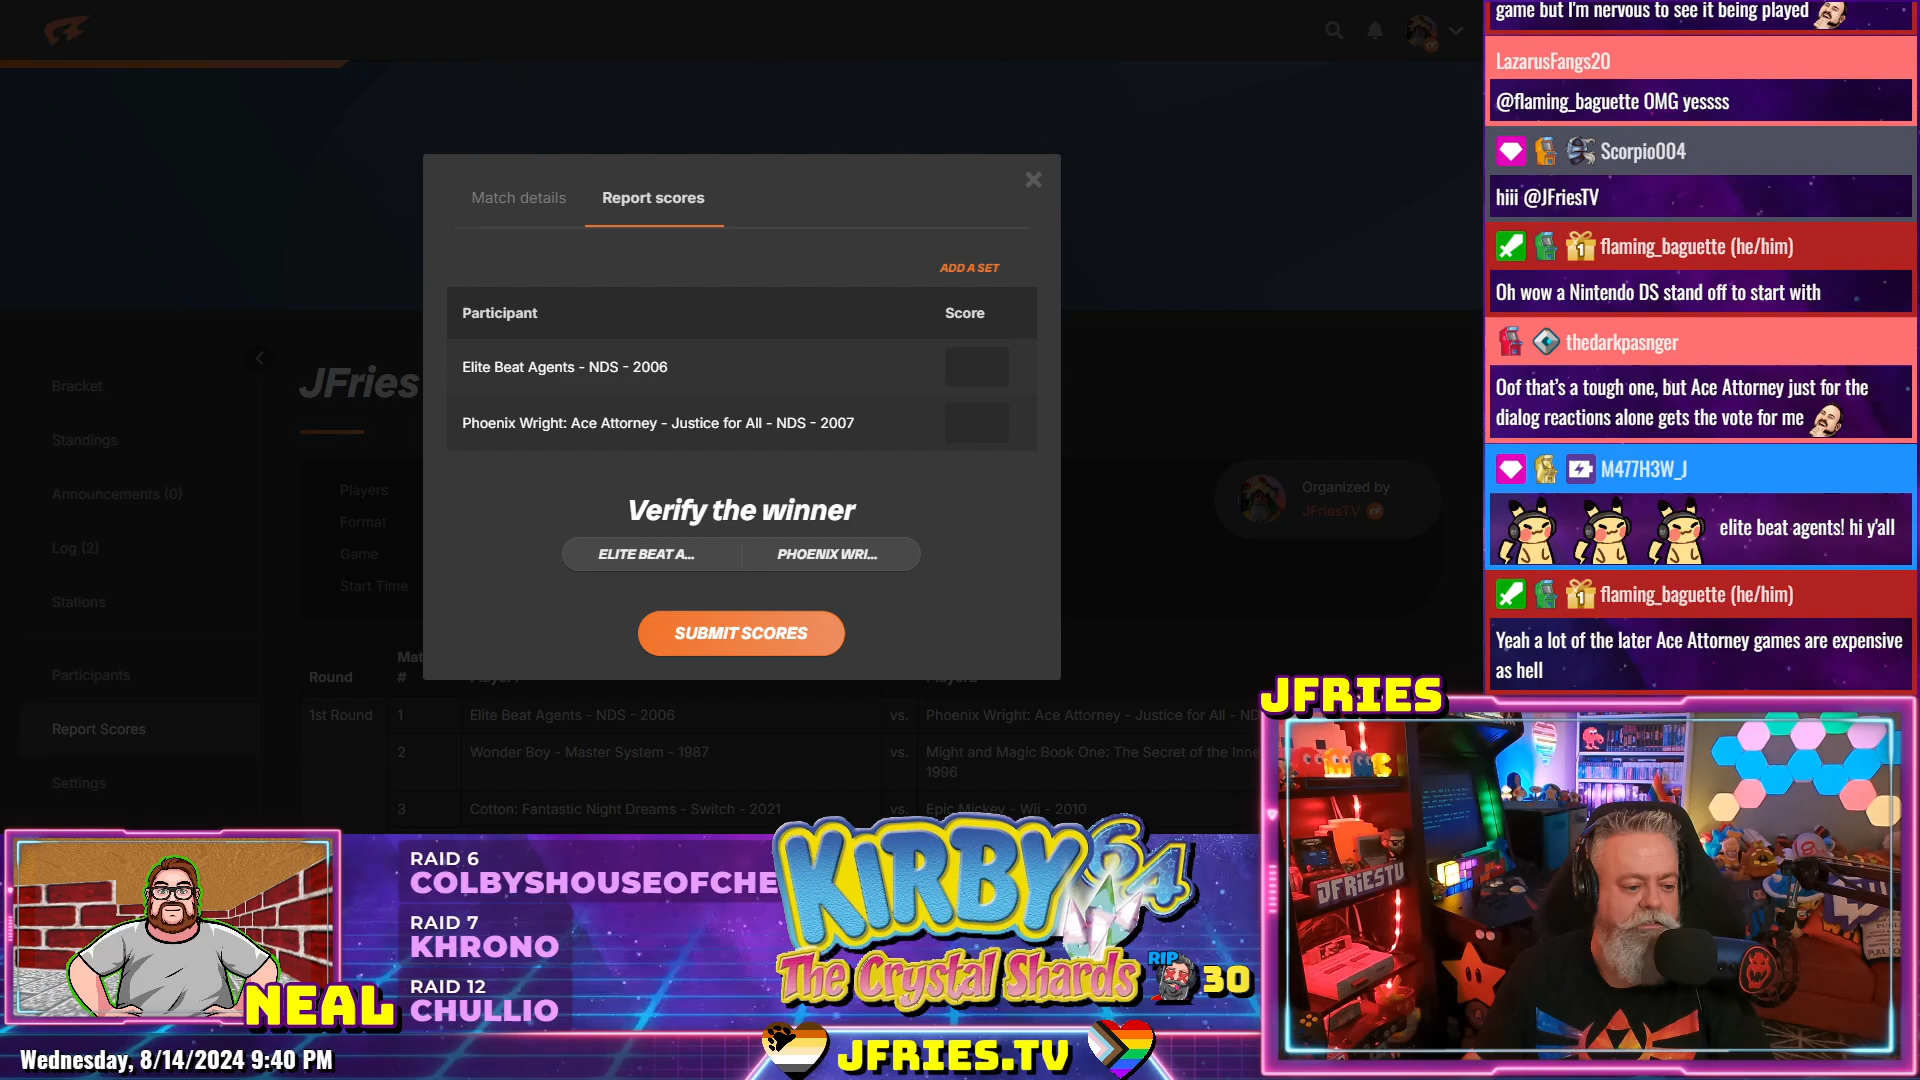 game but I'm nervous to see it being played
LazarusFangs20
@flaming_baguette OMG yessss
Scorpio004
hiii @JFriesTV
flaming_baguette (he/him)
Oh wow a Nintendo DS stand off to start with
thedarkpasnger
Oof that's a tough one, but Ace Attorney just for the
dialog reactions alone gets the vote for me
M477H3W_J
elite beat agents! hi y'all
flaming_baguette (he/him)
Yeah a lot of the later Ace Attorney games are expensive
as hell
Match details
Report scores
ADD A SET
Participant
Score
Elite Beat Agents - NDS - 2006
Phoenix Wright: Ace Attorney - Justice for All - NDS - 2007
Verify the winner
ELITE BEAT A...
PHOENIX WRI...
SUBMIT SCORES
Bracket
Standings
Announcements (0)
Log (2)
Stations
Participants
Report Scores
Settings
JFries
Players
Format
Game
Start Time
Organized by
JFriesTV
Round
Mat
#
1st Round
1
Elite Beat Agents - NDS - 2006
vs.
Phoenix Wright: Ace Attorney - Justice for All - ND
2
Wonder Boy - Master System - 1987
vs.
Might and Magic Book One: The Secret of the Inne
1996
3
Cotton: Fantastic Night Dreams - Switch - 2021
vs.
Epic Mickey - Wii - 2010
JFRIES
JFRIESTV
NEAL
RAID 6
COLBYSHOUSEOFCHE
RAID 7
KHRONO
RAID 12
CHULLIO
KIRBY 64
The Crystal Shards
RIP
30
JFRIES.TV
Wednesday, 8/14/2024 9:40 PM